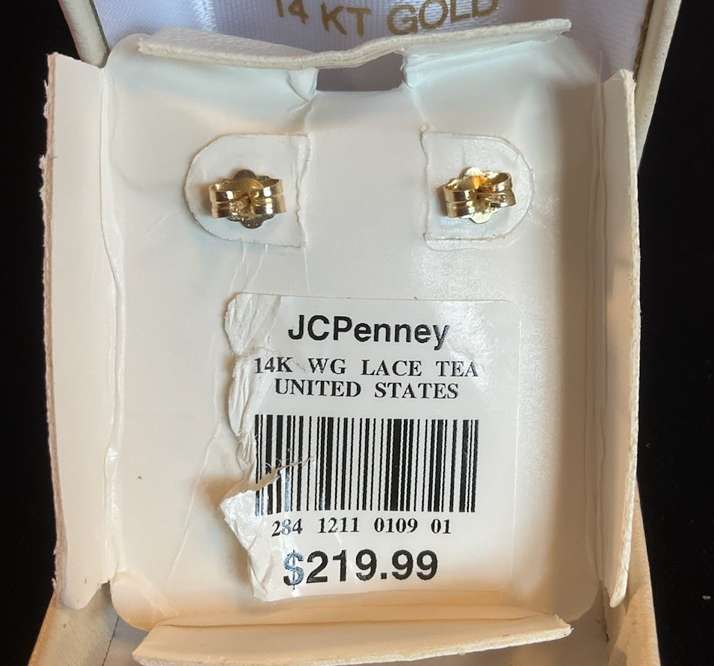 14 KT GOLD
JCPenney
14K WG LACE TEA
UNITED STATES
284 1211 0109 01
$219.99